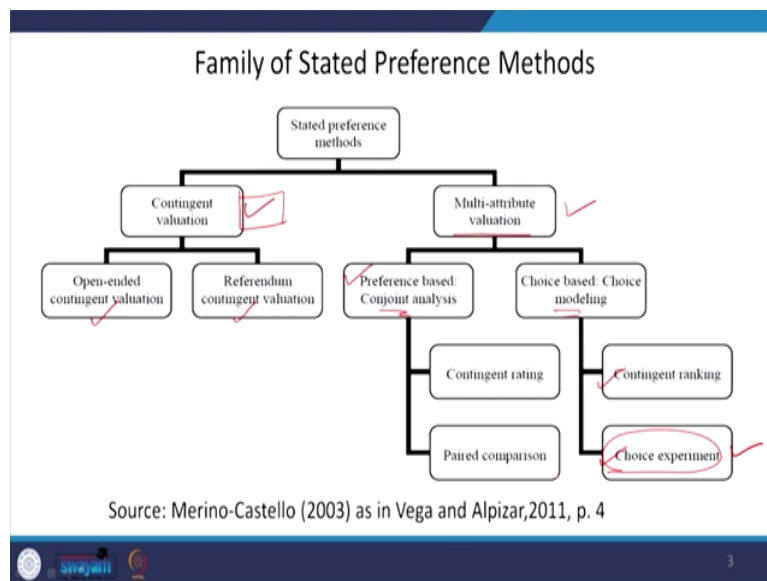 Family of Stated Preference Methods
Stated preference
methods
Contingent
valuation
Multi-attribute
valuation
Open-ended
contingent valuation
Referendum
contingent valuation
Preference based:
Conjoint analysis
Choice based: Choice
modeling
Contingent rating
Contingent ranking
Paired comparison
Choice experiment
Source: Merino-Castello (2003) as in Vega and Alpizar,2011, p. 4
swayam
3